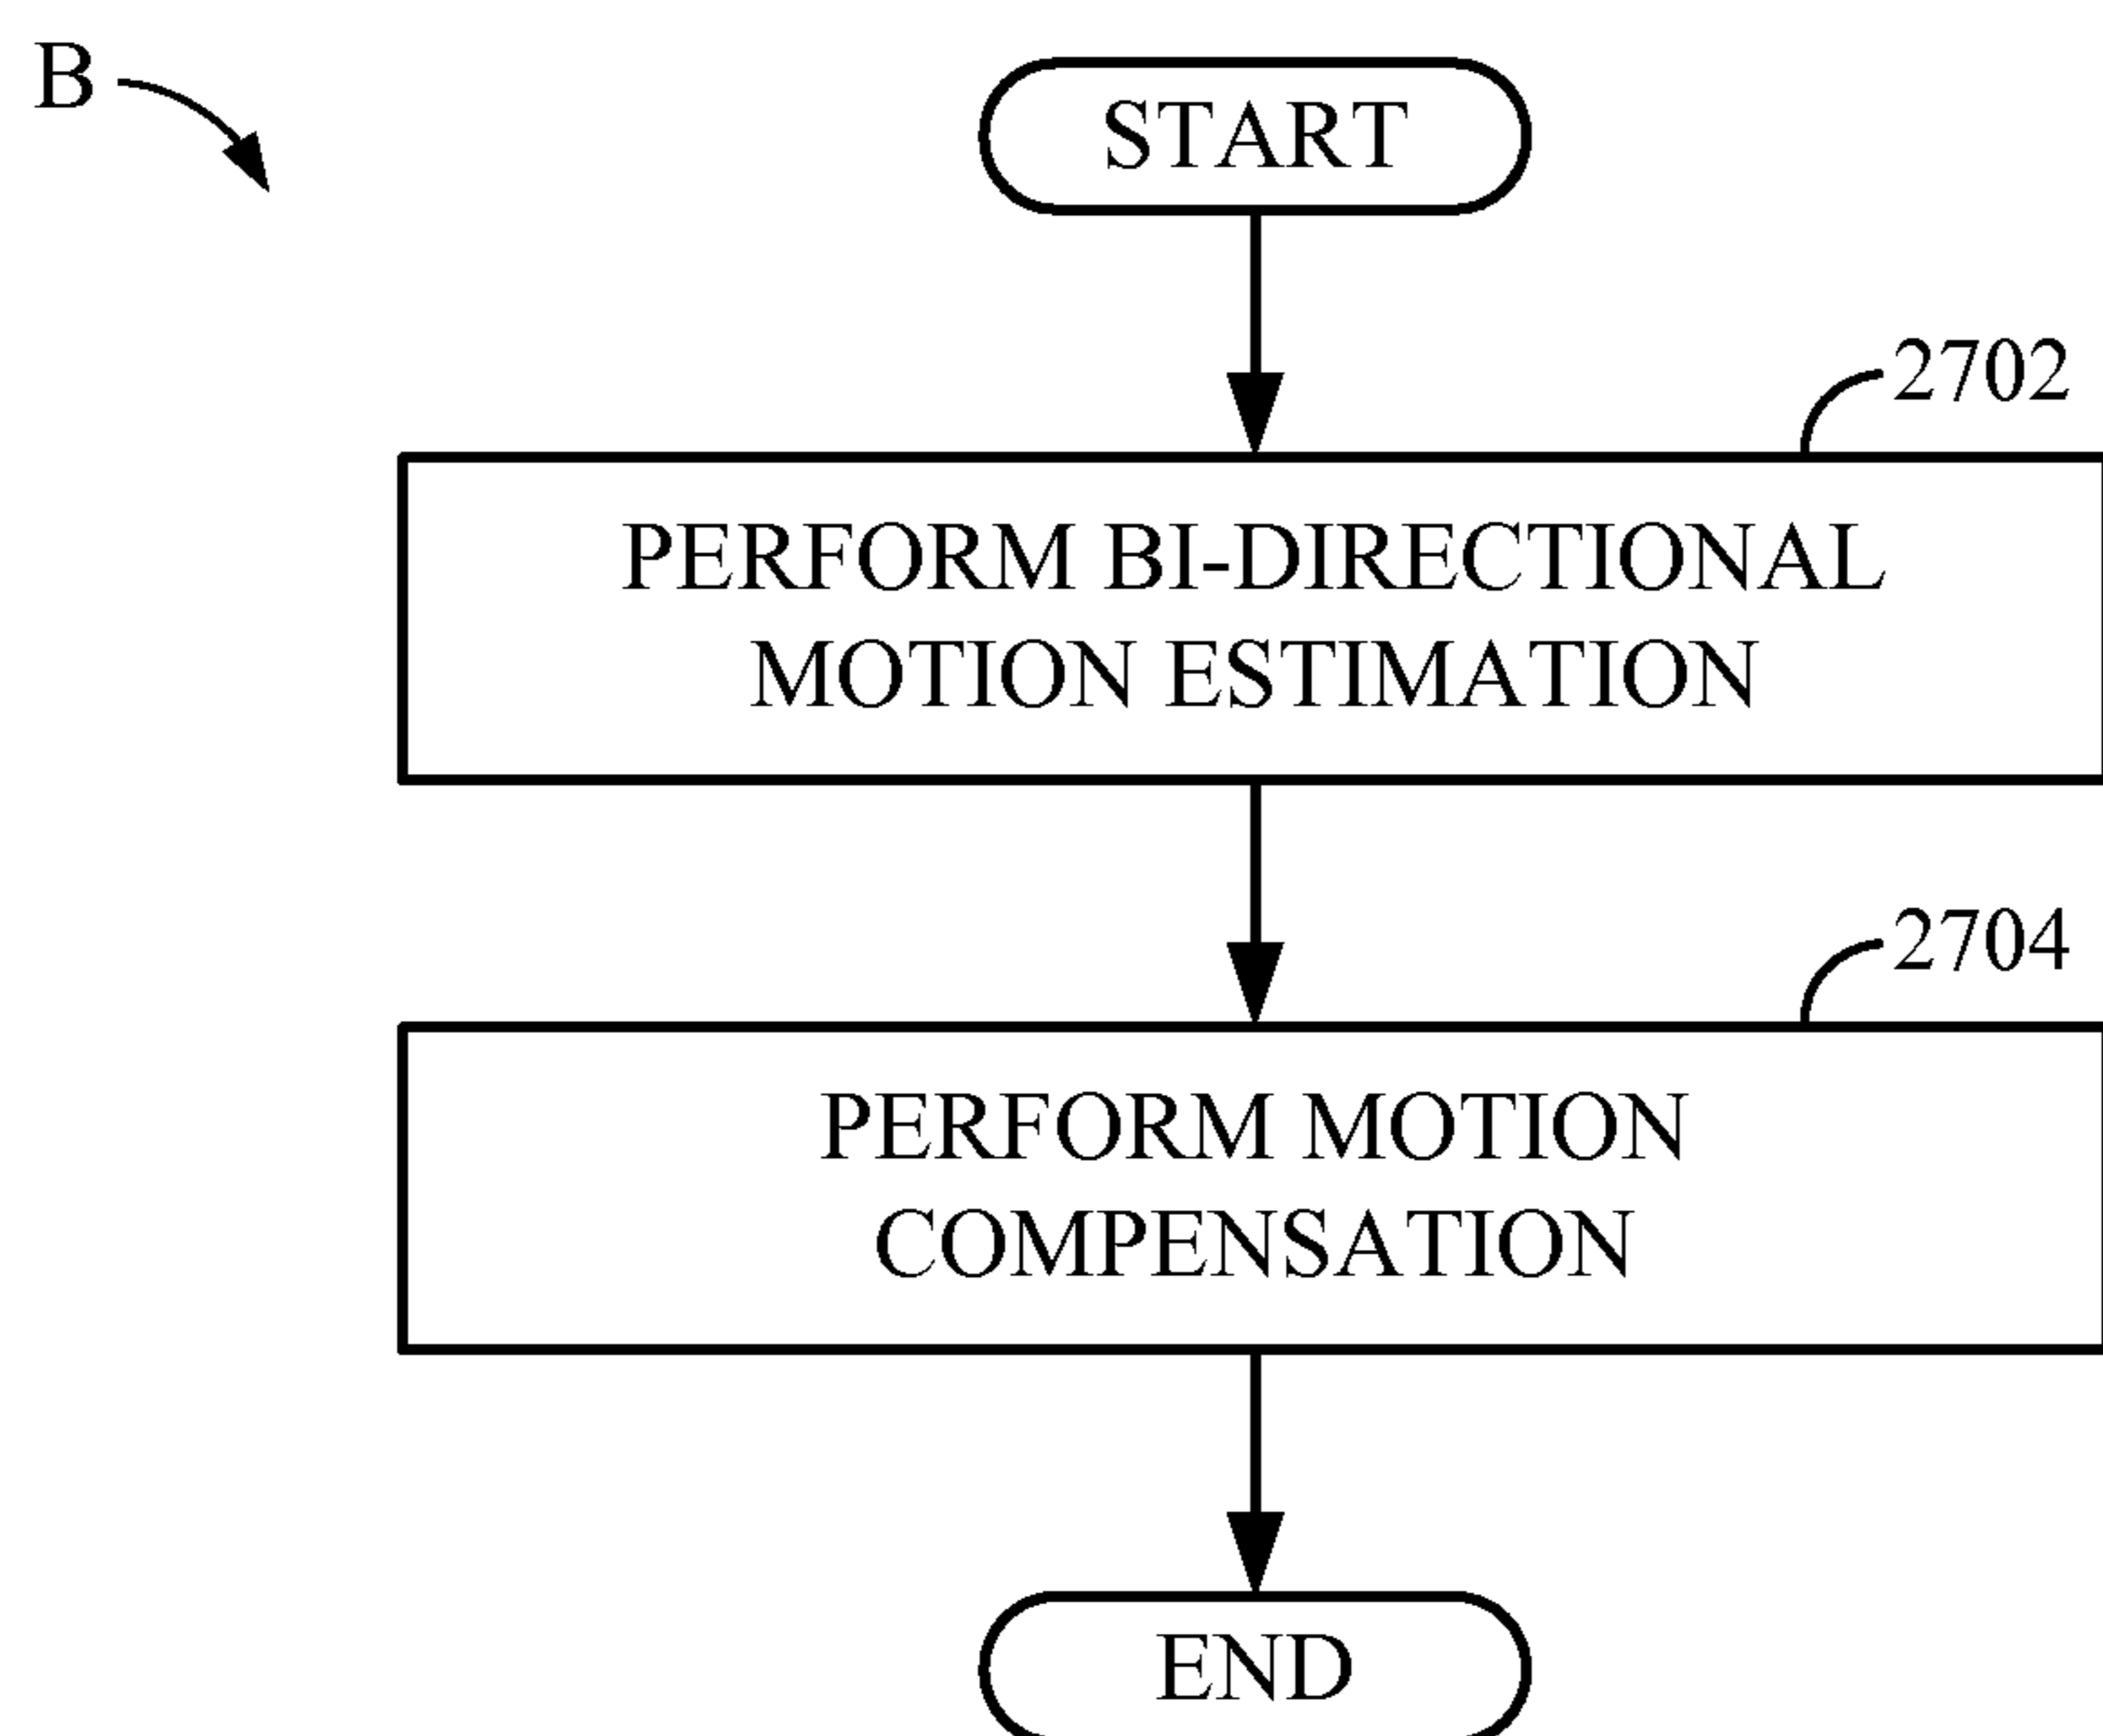 B
START
2702
PERFORM BI-DIRECTIONAL
MOTION ESTIMATION
2704
PERFORM MOTION
COMPENSATION
END